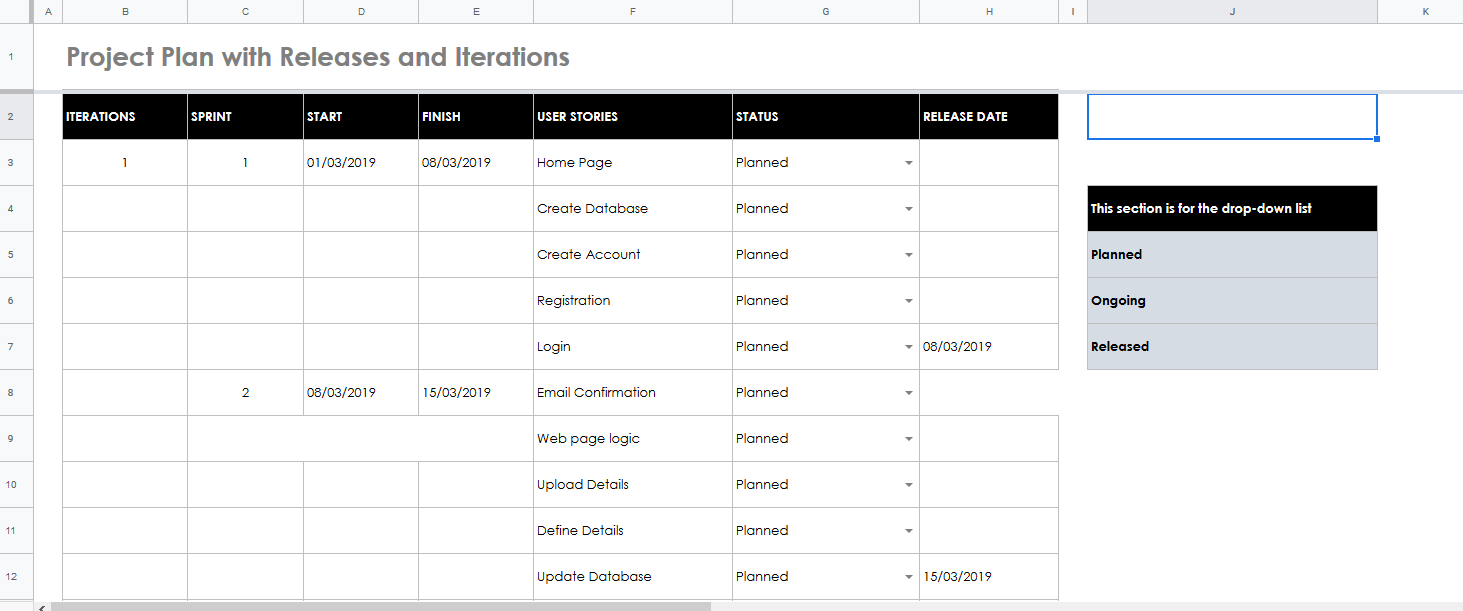 A B C D E F G H I J K
1 Project Plan with Releases and Iterations
2 ITERATIONS SPRINT START FINISH USER STORIES STATUS RELEASE DATE
3 1 1 01/03/2019 08/03/2019 Home Page Planned
4 Create Database Planned This section is for the drop-down list
5 Create Account Planned Planned
6 Registration Planned Ongoing
7 Login Planned 08/03/2019 Released
8 2 08/03/2019 15/03/2019 Email Confirmation Planned
9 Web page logic Planned
10 Upload Details Planned
11 Define Details Planned
12 Update Database Planned 15/03/2019